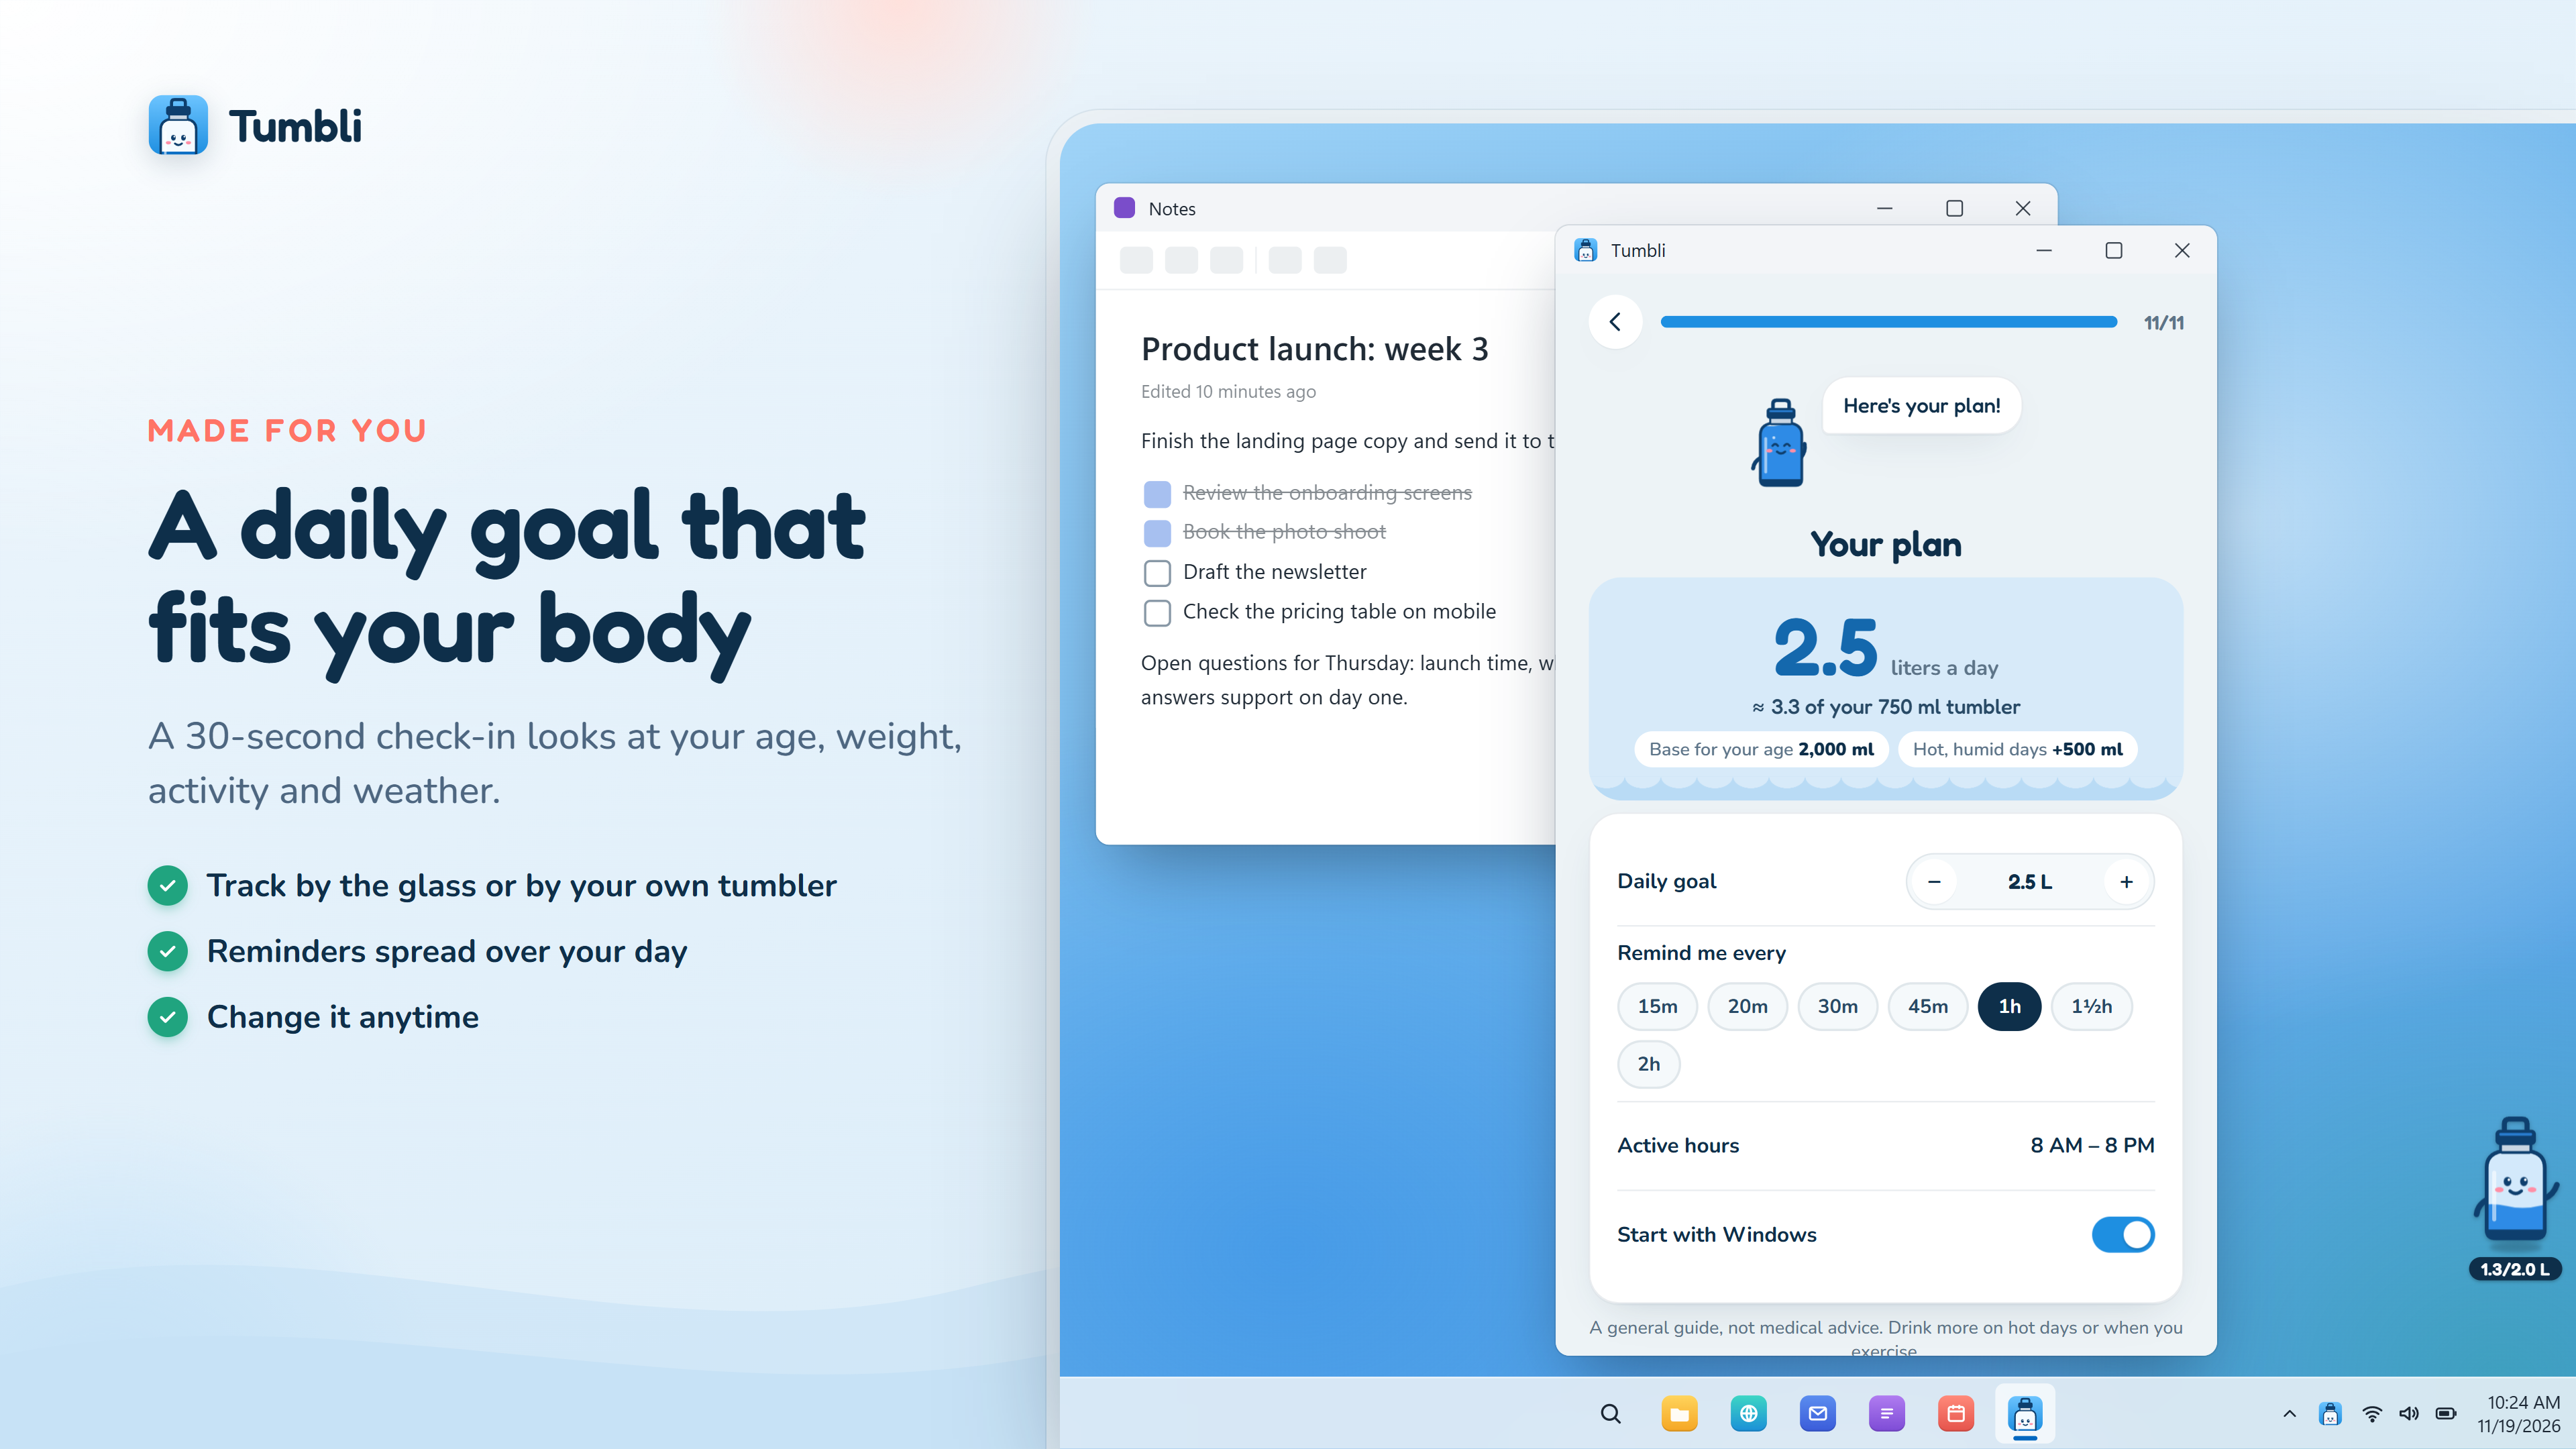 Tumbli
MADE FOR YOU
A daily goal that
fits your body
A 30-second check-in looks at your age, weight,
activity and weather.
Track by the glass or by your own tumbler
Reminders spread over your day
Change it anytime
Notes
Product launch: week 3
Edited 10 minutes ago
Finish the landing page copy and send it to t
Review the onboarding screens
Book the photo shoot
Draft the newsletter
Check the pricing table on mobile
Open questions for Thursday: launch time, w
answers support on day one.
Tumbli
11/11
Here's your plan!
Your plan
2.5 liters a day
≈ 3.3 of your 750 ml tumbler
Base for your age 2,000 ml
Hot, humid days +500 ml
Daily goal
2.5 L
Remind me every
15m 20m 30m 45m 1h 1½h
2h
Active hours
8 AM – 8 PM
Start with Windows
A general guide, not medical advice. Drink more on hot days or when you
exercise
1.3/2.0 L
10:24 AM
11/19/2026